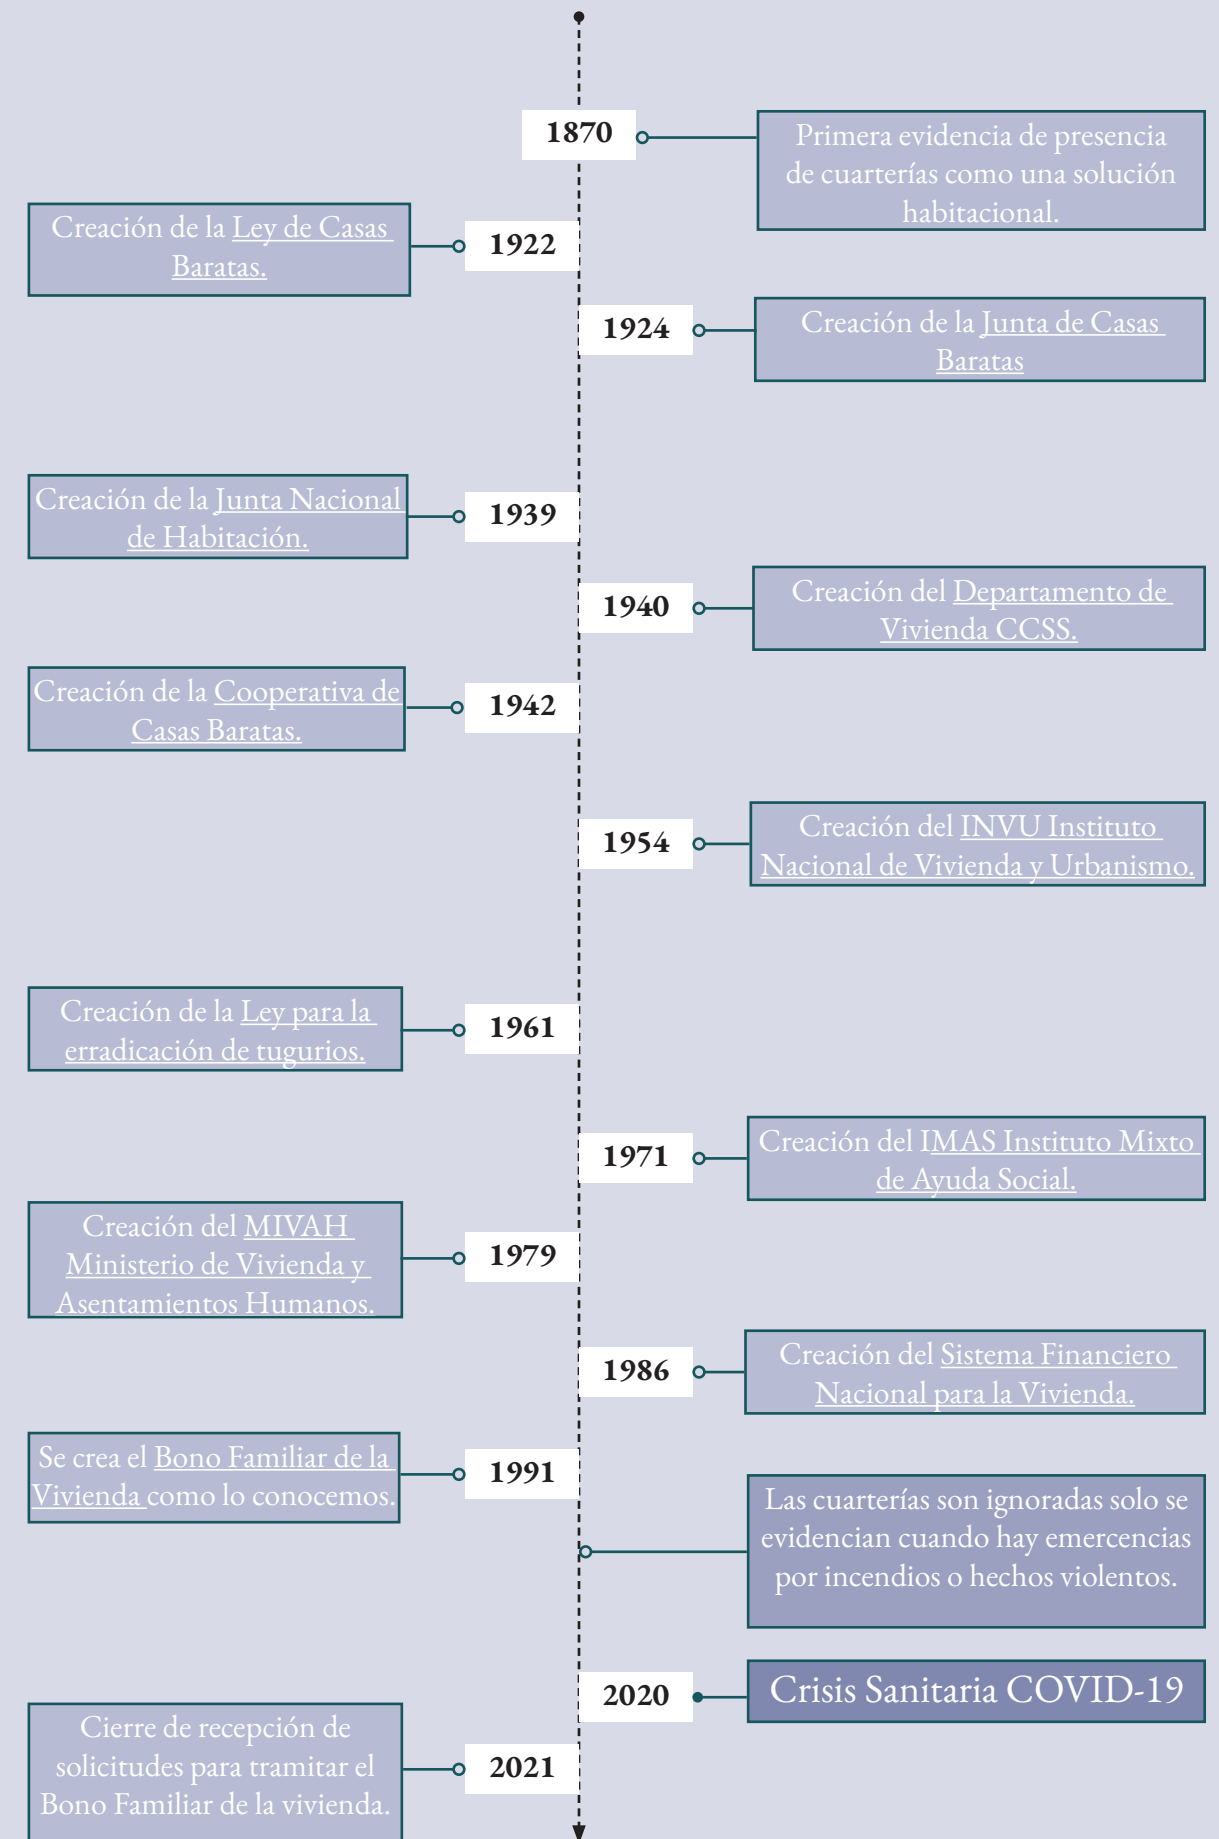 1870
Primera evidencia de presencia
de cuarterías como una solución
habitacional.
Creación de la Ley de Casas
Baratas.
1922
1924
Creación de la Junta de Casas
Baratas
Creación de la Junta Nacional
de Habitación.
1939
1940
Creación del Departamento de
Vivienda CCSS.
Creación de la Cooperativa de
Casas Baratas.
1942
1954
Creación del INVU Instituto
Nacional de Vivienda y Urbanismo.
Creación de la Ley para la
erradicación de tugurios.
1961
1971
Creación del IMAS Instituto Mixto
de Ayuda Social.
Creación del MIVAH
Ministerio de Vivienda y
Asentamientos Humanos.
1979
1986
Creación del Sistema Financiero
Nacional para la Vivienda.
Se crea el Bono Familiar de la
Vivienda como lo conocemos.
1991
Las cuarterías son ignoradas solo se
evidencian cuando hay emercencias
por incendios o hechos violentos.
2020
Crisis Sanitaria COVID-19
Cierre de recepción de
solicitudes para tramitar el
Bono Familiar de la vivienda.
2021